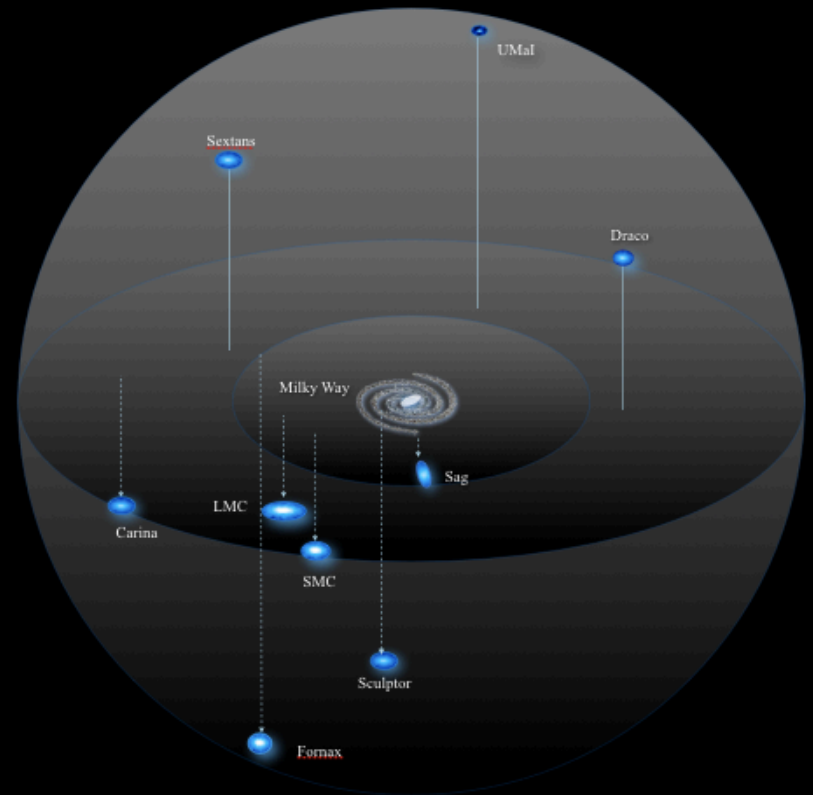 UMaI
Sextans
Draco
Milky Way
Sag
LMC
Carina
SMC
Sculptor
Fornax